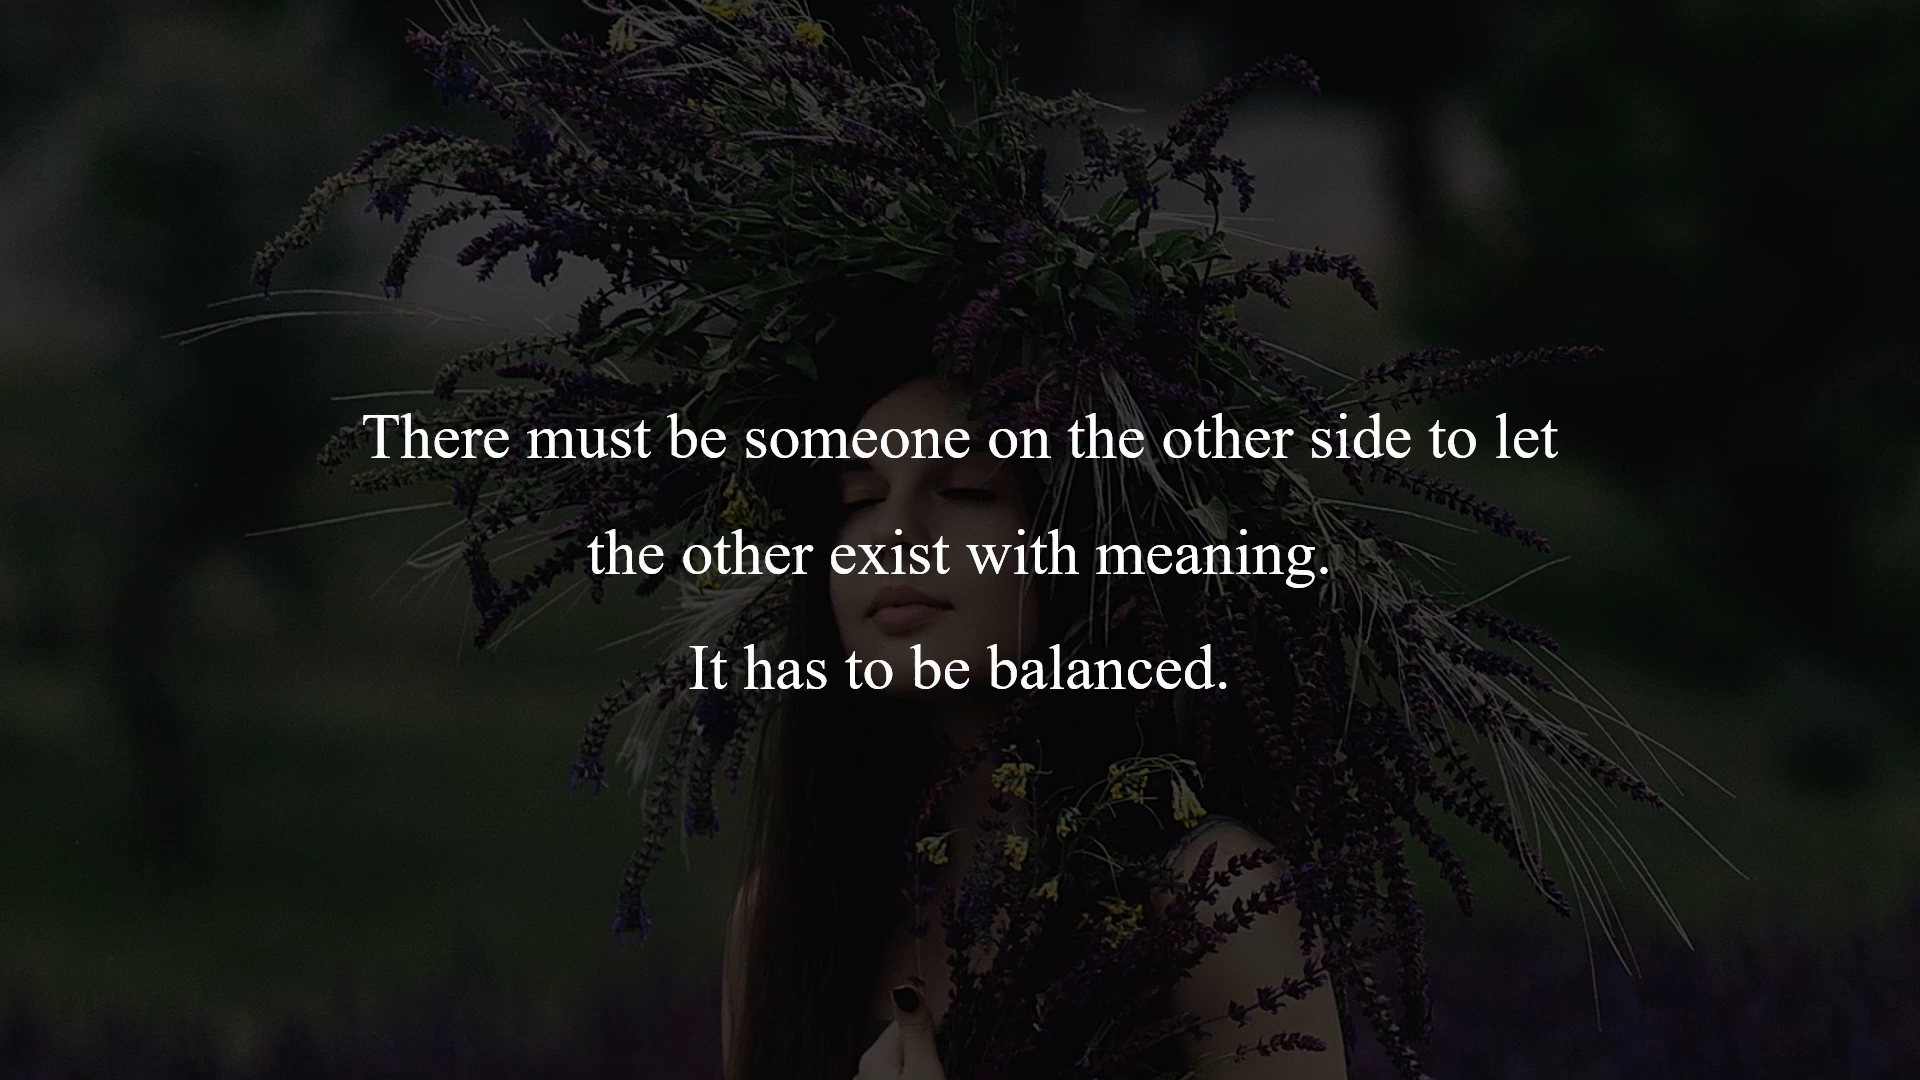 There must be someone on the other side to let
the other exist with meaning.
It has to be balanced.